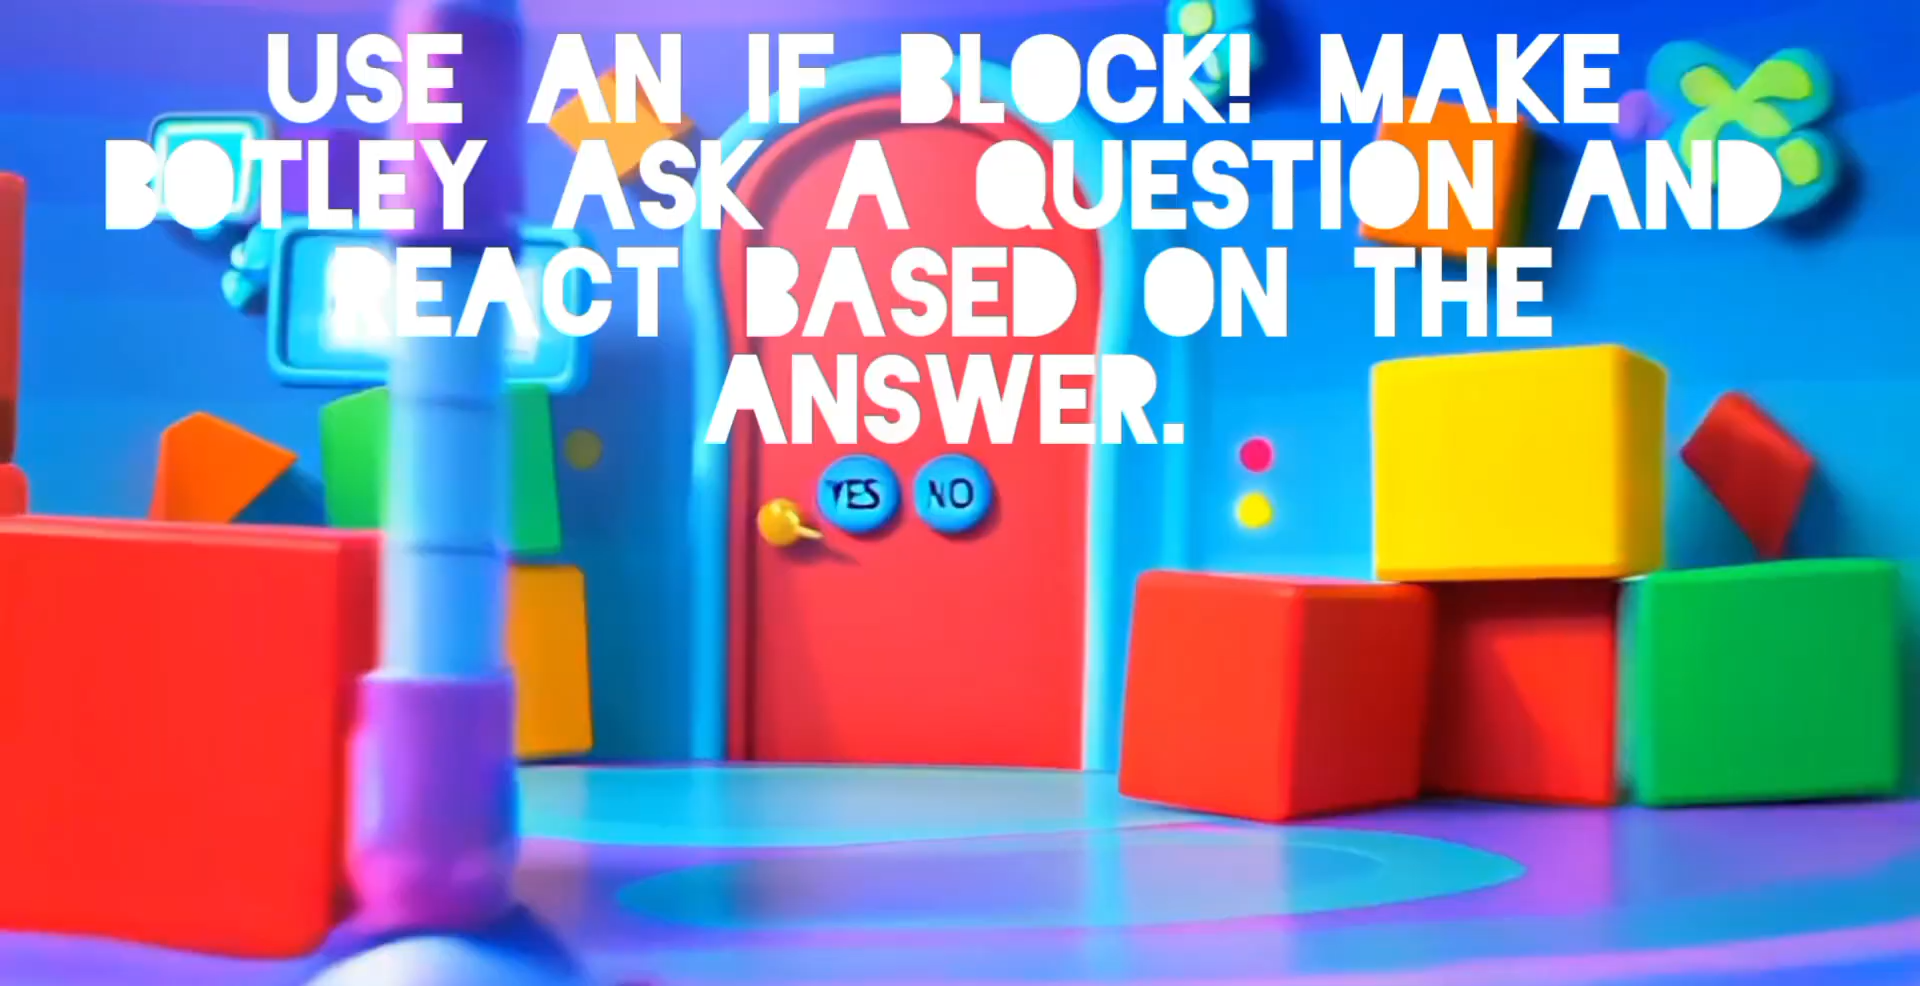 USE AN IF BLOCK! MAKE
BOTLEY ASK A QUESTION AND
REACT BASED ON THE
ANSWER.
YES NO